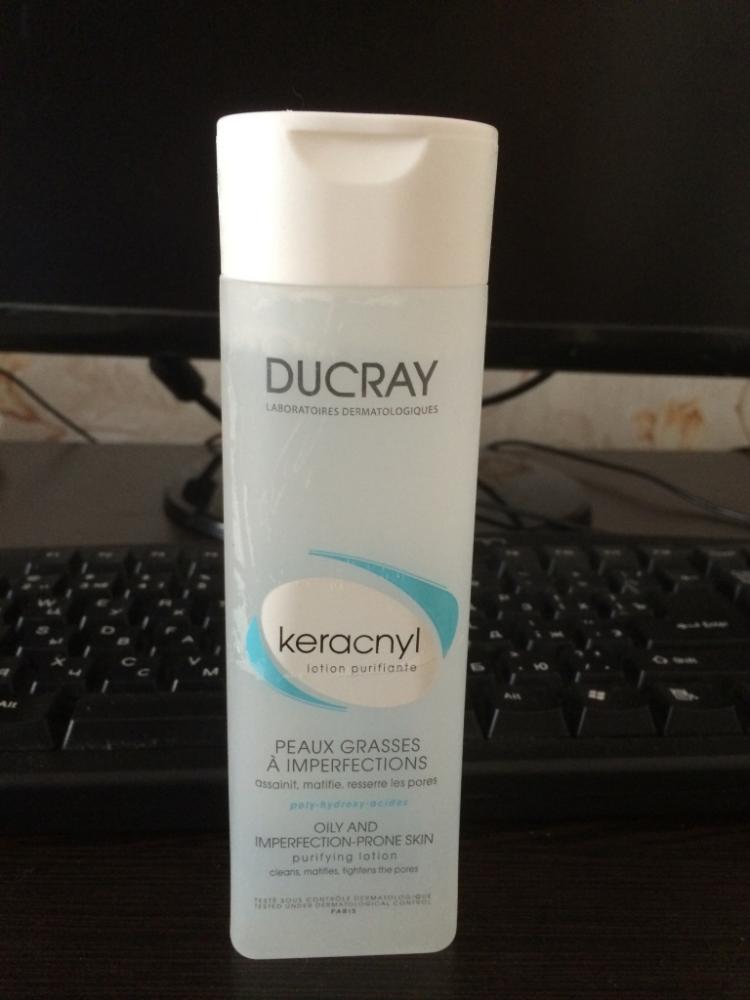 DUCRAY
LABORATOIRES DERMATOLOGIQUES
keracnyl
lotion purifiante
PEAUX GRASSES
À IMPERFECTIONS
assainit, matifie, resserre les pores
poly-hydroxy-acides
OILY AND
IMPERFECTION-PRONE SKIN
purifying lotion
cleans, matifies, tightens the pores
TESTÉ SOUS CONTRÔLE DERMATOLOGIQUE
TESTED UNDER DERMATOLOGICAL CONTROL
PARIS